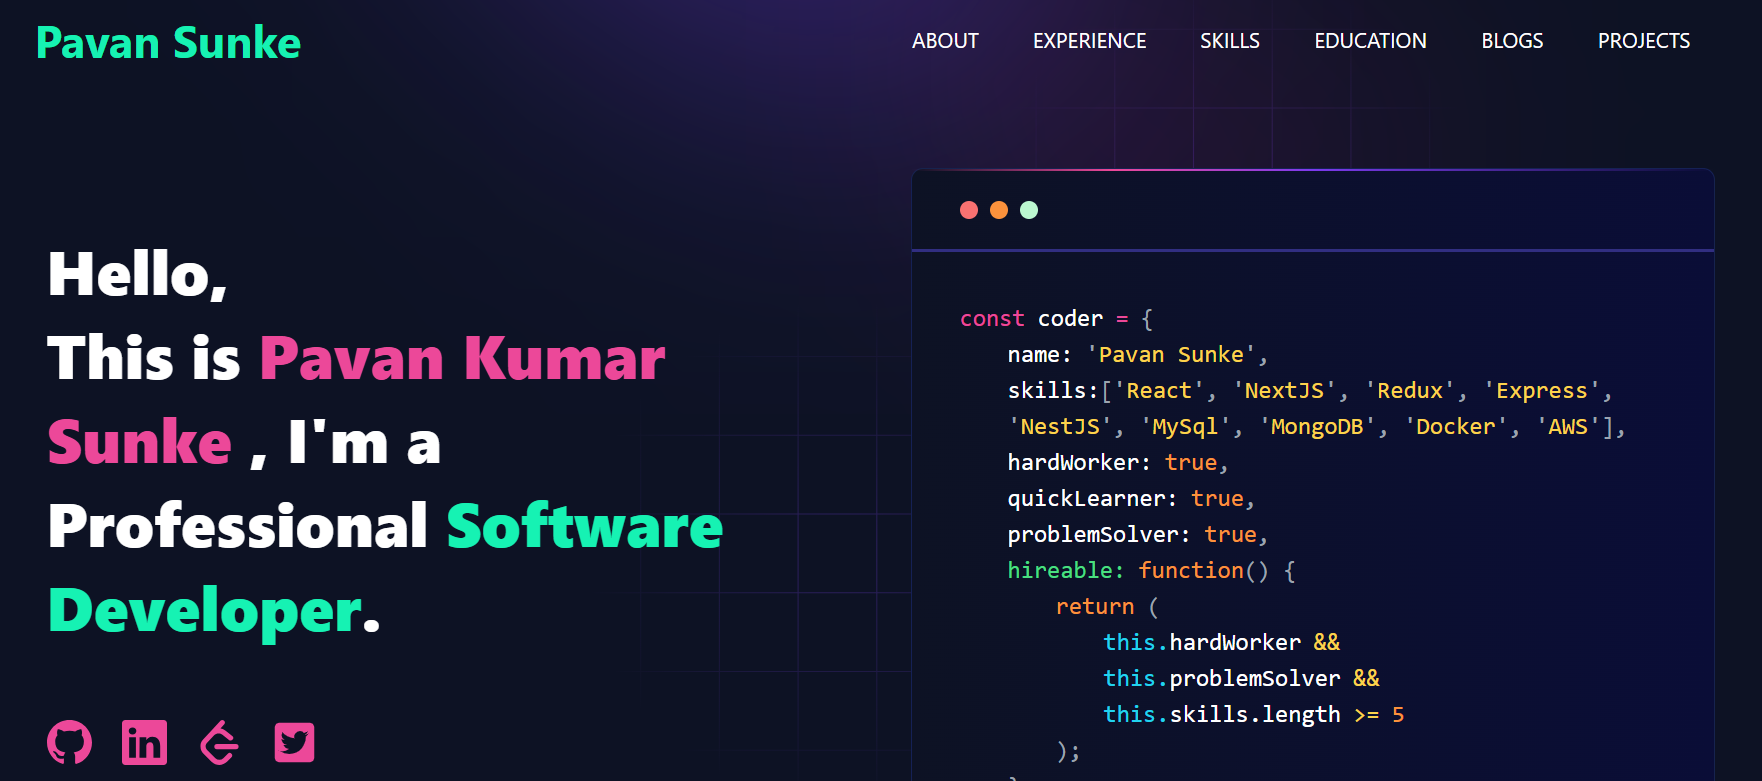 Pavan Sunke
ABOUT EXPERIENCE SKILLS EDUCATION BLOGS PROJECTS
Hello,
This is Pavan Kumar
Sunke , I'm a
Professional Software
Developer.
const coder = {
name: 'Pavan Sunke',
skills:['React', 'NextJS', 'Redux', 'Express',
'NestJS', 'MySql', 'MongoDB', 'Docker', 'AWS'],
hardWorker: true,
quickLearner: true,
problemSolver: true,
hireable: function() {
return (
this.hardWorker &&
this.problemSolver &&
this.skills.length >= 5
);